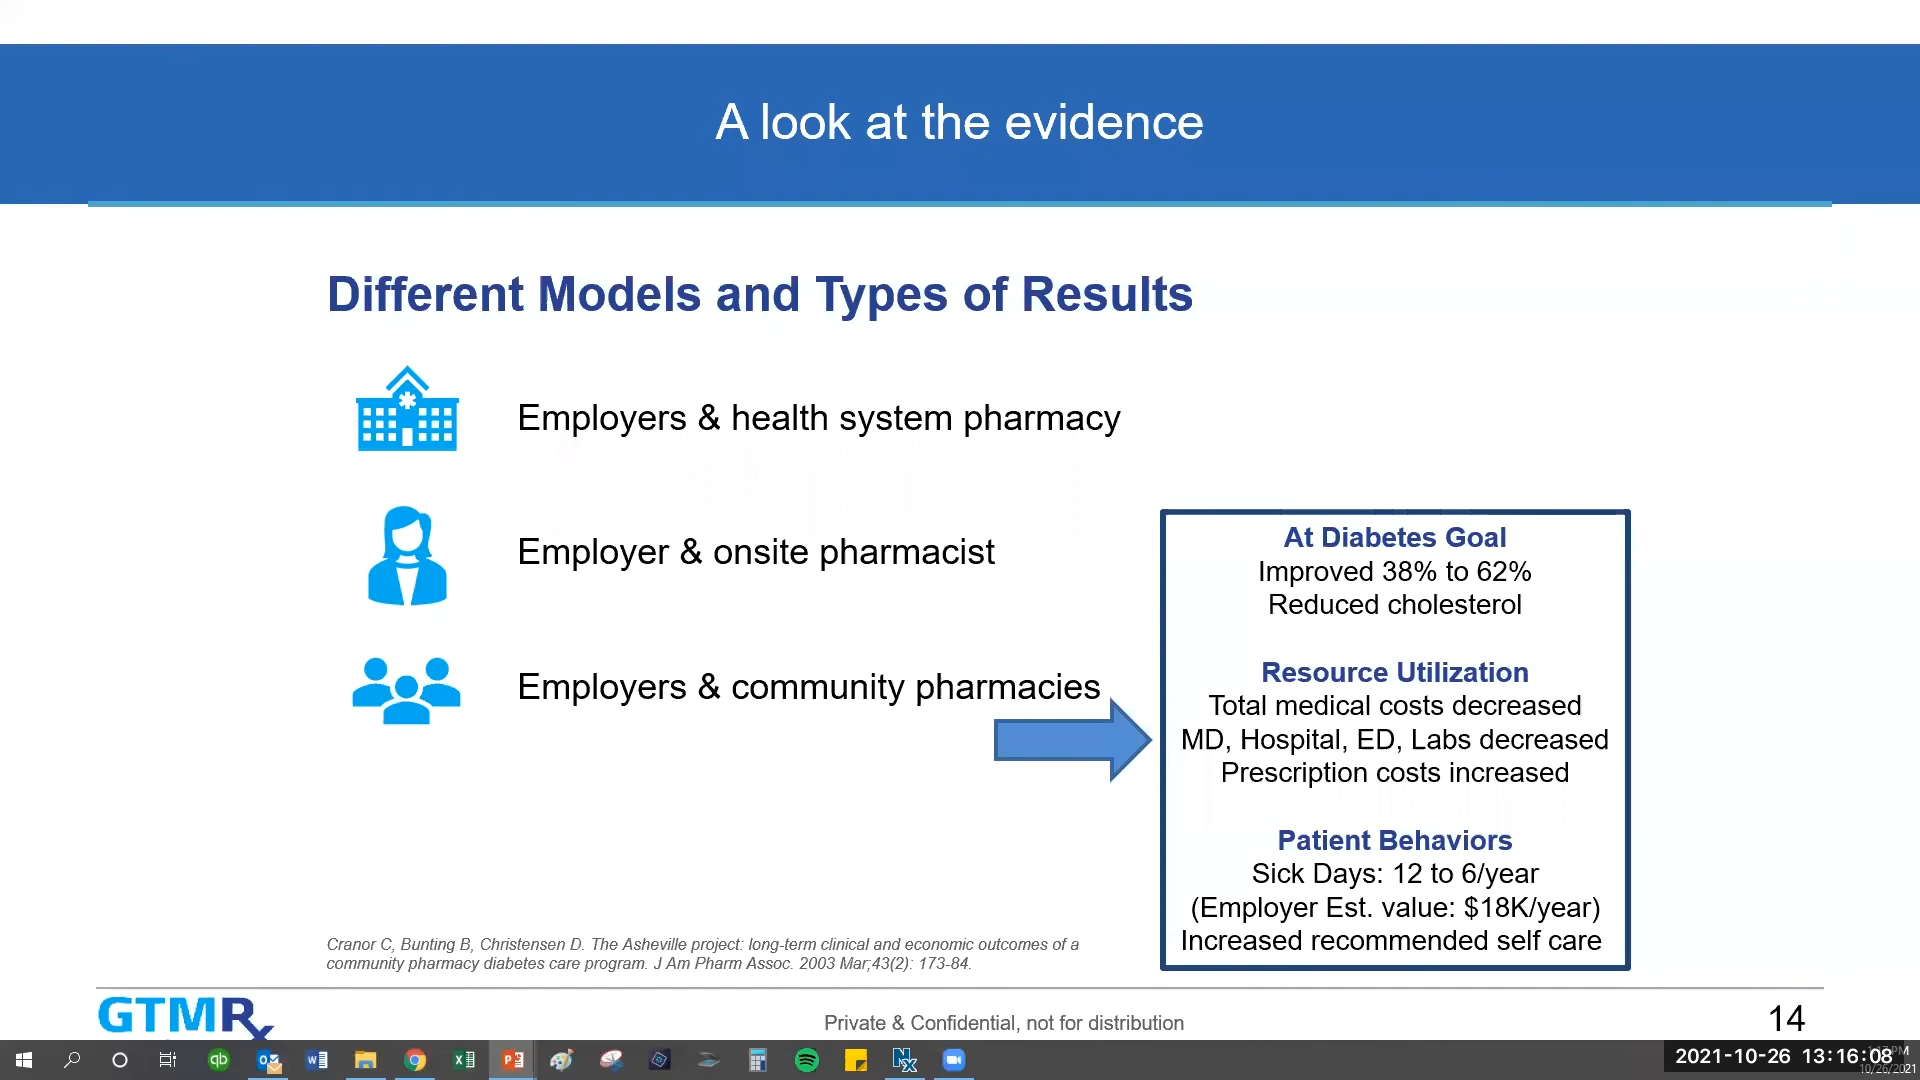 A look at the evidence
Different Models and Types of Results
Employers & health system pharmacy
Employer & onsite pharmacist
Employers & community pharmacies
At Diabetes Goal
Improved 38% to 62%
Reduced cholesterol
Resource Utilization
Total medical costs decreased
MD, Hospital, ED, Labs decreased
Prescription costs increased
Patient Behaviors
Sick Days: 12 to 6/year
(Employer Est. value: $18K/year)
Increased recommended self care
Cranor C, Bunting B, Christensen D. The Asheville project: long-term clinical and economic outcomes of a
community pharmacy diabetes care program. J Am Pharm Assoc. 2003 Mar;43(2): 173-84.
GTMRx
Private & Confidential, not for distribution
14
qb
2021-10-26 13:16:08
10/26/2021